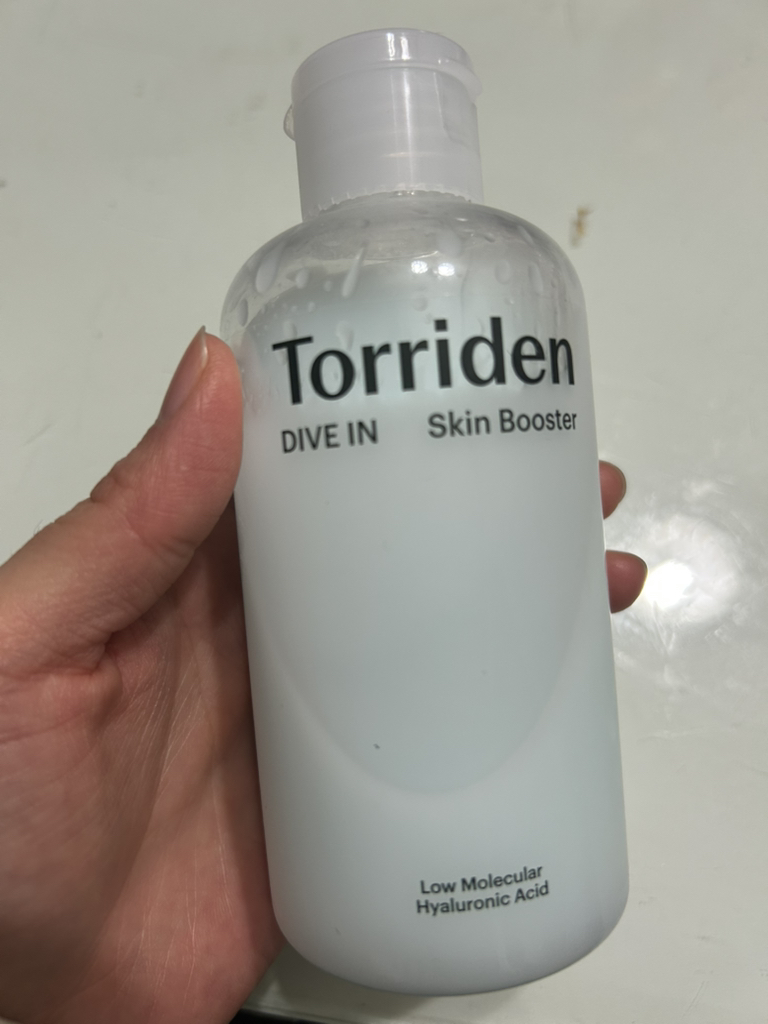 Torriden
DIVE IN Skin Booster
Low Molecular
Hyaluronic Acid